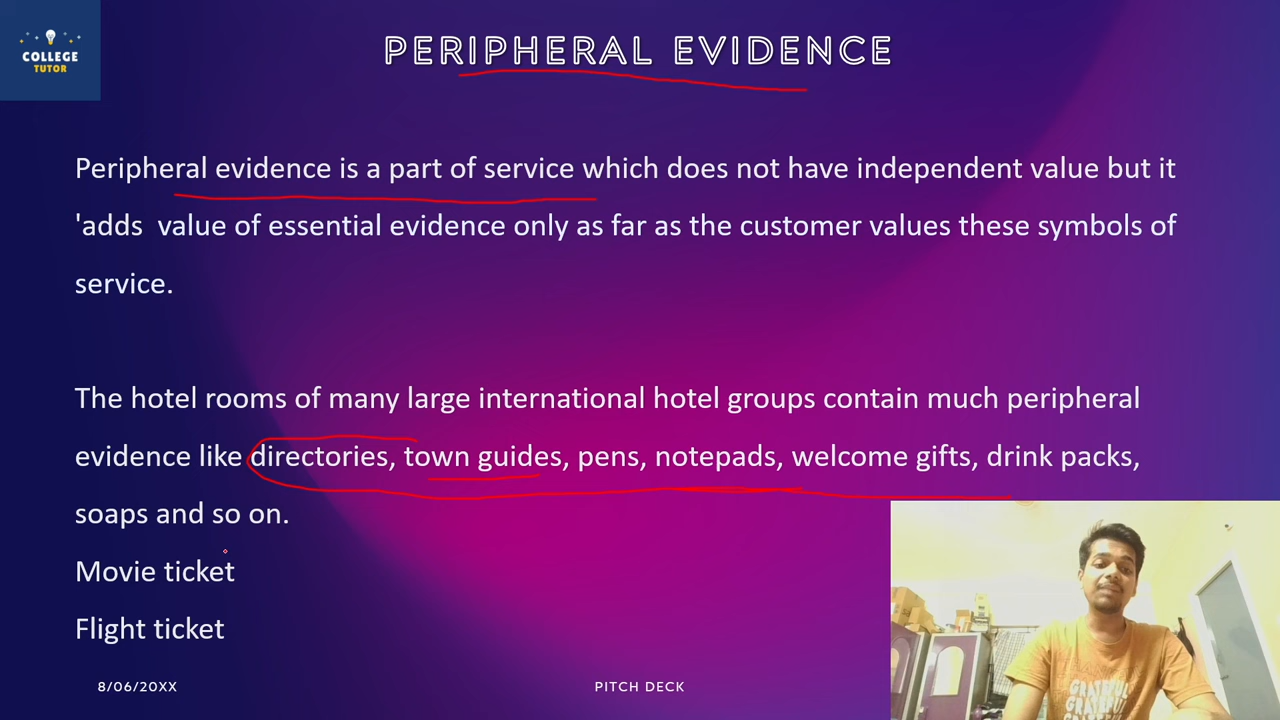 COLLEGE
TUTOR
PERIPHERAL EVIDENCE
Peripheral evidence is a part of service which does not have independent value but it
'adds  value of essential evidence only as far as the customer values these symbols of
service.
The hotel rooms of many large international hotel groups contain much peripheral
evidence like directories, town guides, pens, notepads, welcome gifts, drink packs,
soaps and so on.
Movie ticket
Flight ticket
8/06/20XX
PITCH DECK
GRATEFUL
GRATEFUL